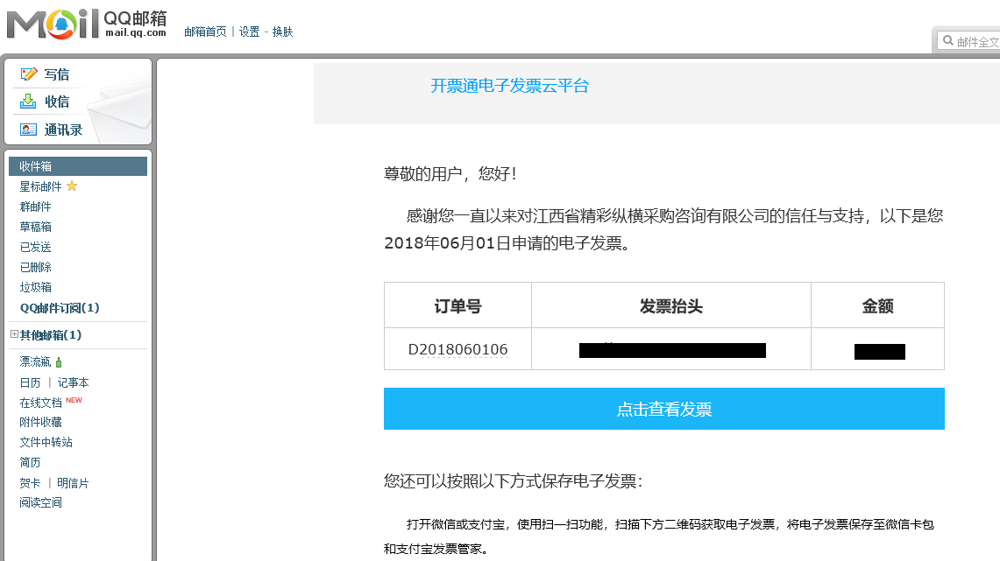 Mail QQ邮箱
mail.qq.com
邮箱首页 | 设置 - 换肤
邮件全文
写信
收信
通讯录
收件箱
星标邮件
群邮件
草稿箱
已发送
已删除
垃圾箱
QQ邮件订阅(1)
其他邮箱(1)
漂流瓶
日历 | 记事本
在线文档 NEW
附件收藏
文件中转站
简历
贺卡 | 明信片
阅读空间
开票通电子发票云平台
尊敬的用户，您好！
感谢您一直以来对江西省精彩纵横采购咨询有限公司的信任与支持，以下是您
2018年06月01日申请的电子发票。
订单号 发票抬头 金额
D2018060106
点击查看发票
您还可以按照以下方式保存电子发票：
打开微信或支付宝，使用扫一扫功能，扫描下方二维码获取电子发票，将电子发票保存至微信卡包
和支付宝发票管家。